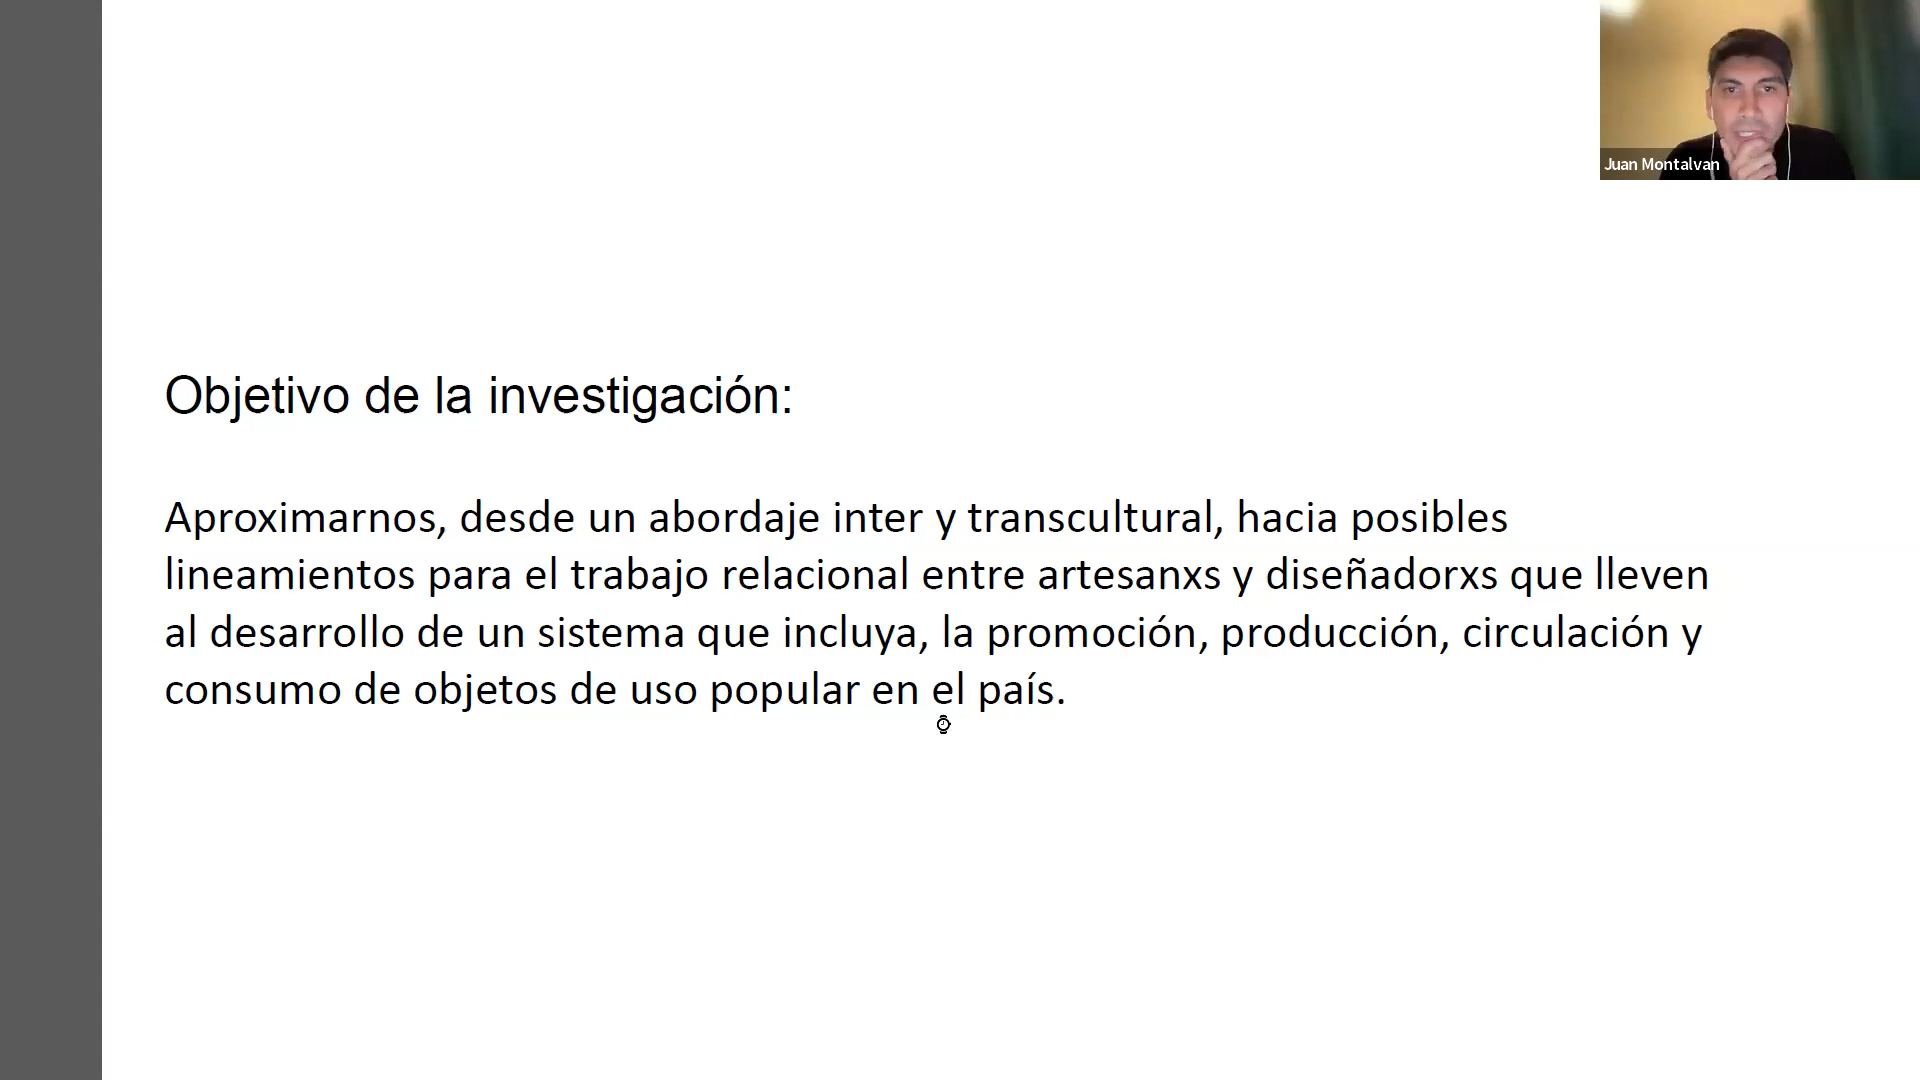 Juan Montalvan
Objetivo de la investigación:
Aproximarnos, desde un abordaje inter y transcultural, hacia posibles
lineamientos para el trabajo relacional entre artesanxs y diseñadorxs que lleven
al desarrollo de un sistema que incluya, la promoción, producción, circulación y
consumo de objetos de uso popular en el país.